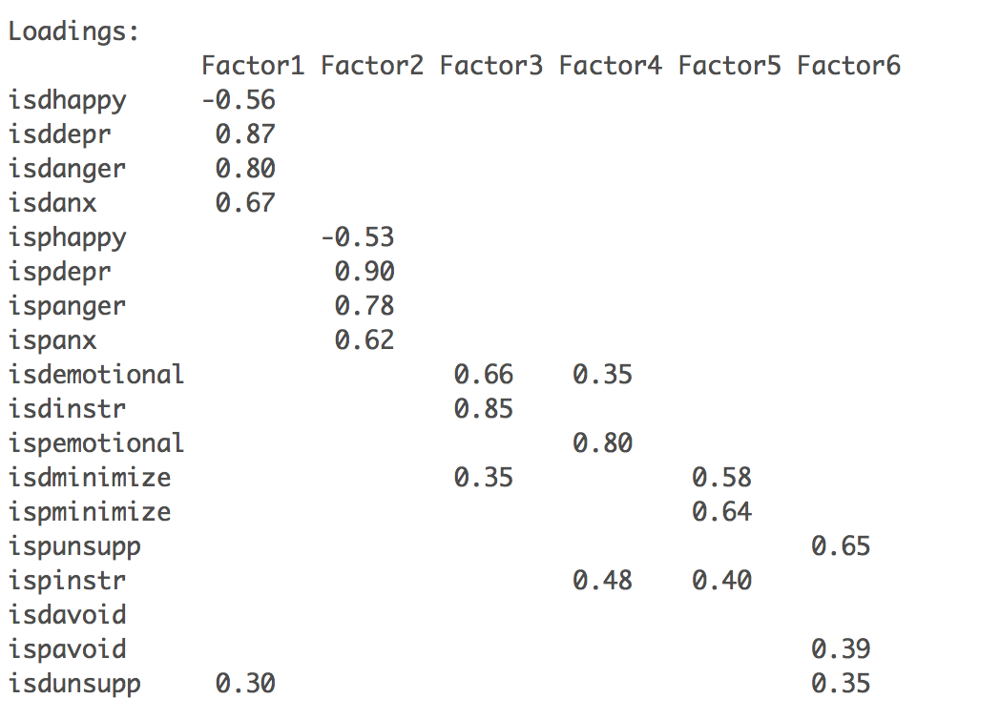 Loadings:
             Factor1 Factor2 Factor3 Factor4 Factor5 Factor6
isdhappy     -0.56
isddepr       0.87
isdanger      0.80
isdanx        0.67
isphappy             -0.53
ispdepr               0.90
ispanger              0.78
ispanx                0.62
isdemotional                  0.66    0.35
isdinstr                      0.85
ispemotional                          0.80
isdminimize                   0.35            0.58
ispminimize                                   0.64
ispunsupp                                             0.65
ispinstr                              0.48    0.40
isdavoid
ispavoid                                              0.39
isdunsupp     0.30                                    0.35